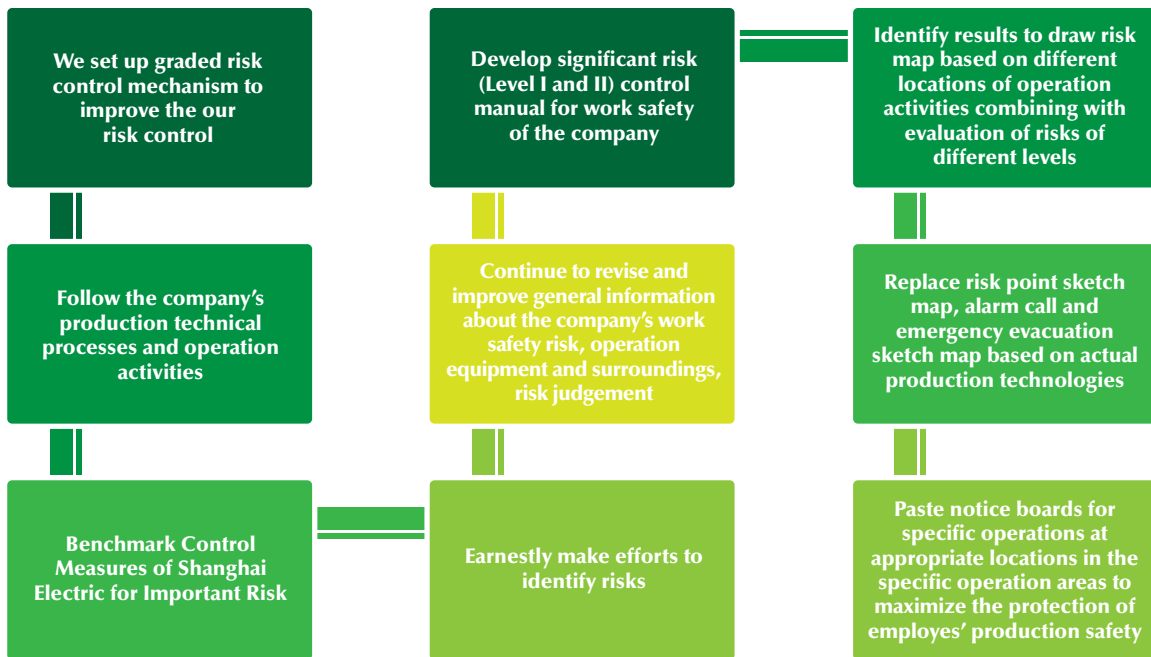 We set up graded risk
control mechanism to
improve the our
risk control
Follow the company's
production technical
processes and operation
activities
Benchmark Control
Measures of Shanghai
Electric for Important Risk
Earnestly make efforts to
identify risks
Continue to revise and
improve general information
about the company's work
safety risk, operation
equipment and surroundings,
risk judgement
Develop significant risk
(Level I and II) control
manual for work safety
of the company
Identify results to draw risk
map based on different
locations of operation
activities combining with
evaluation of risks of
different levels
Replace risk point sketch
map, alarm call and
emergency evacuation
sketch map based on actual
production technologies
Paste notice boards for
specific operations at
appropriate locations in the
specific operation areas to
maximize the protection of
employes' production safety